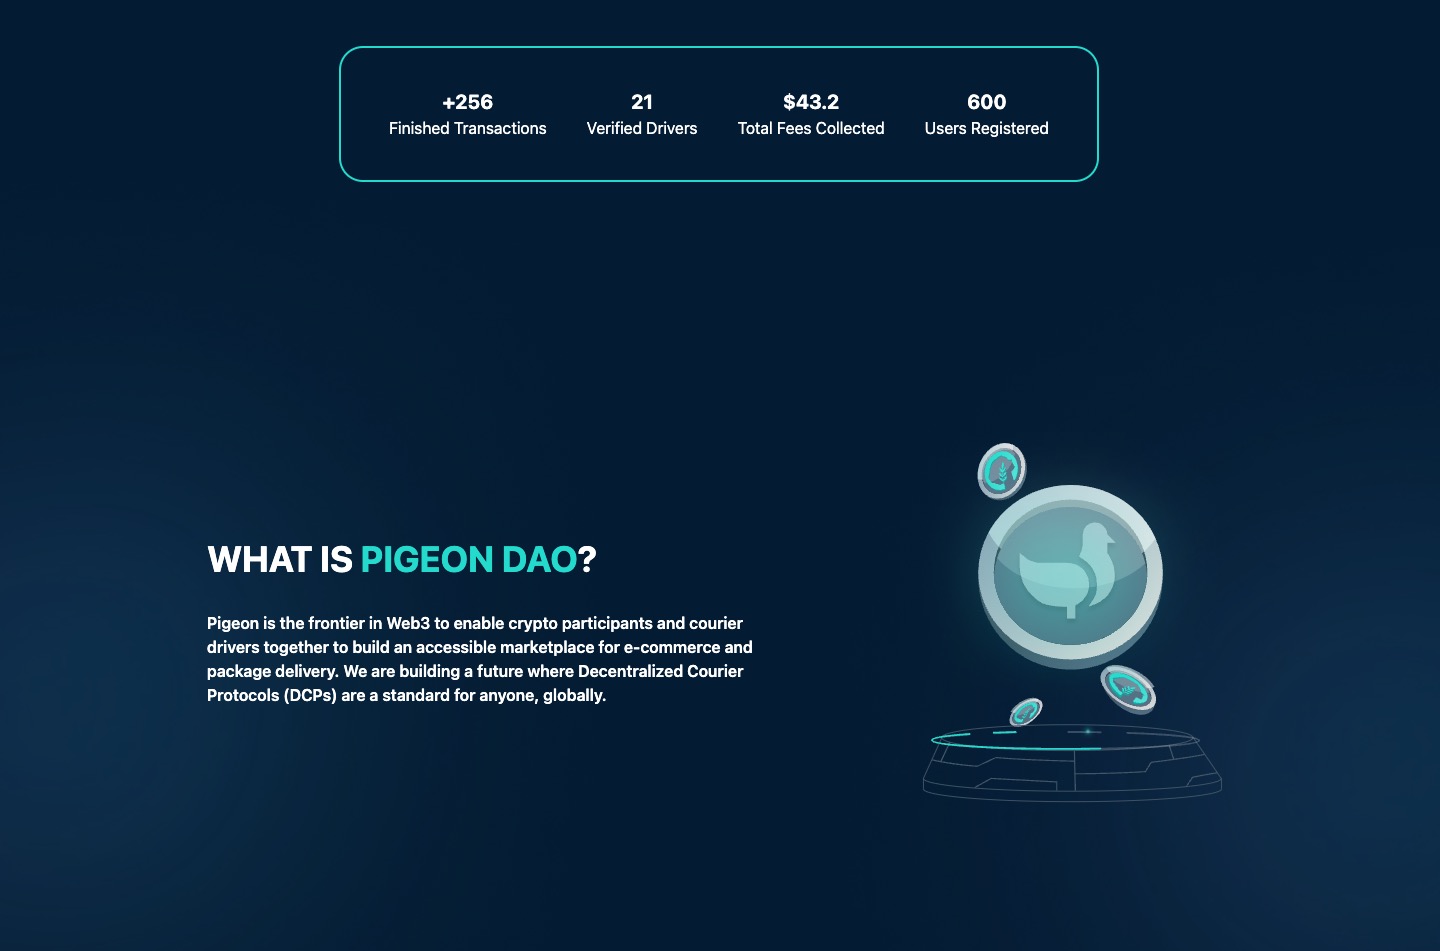 +256 21 $43.2 600
Finished Transactions Verified Drivers Total Fees Collected Users Registered
WHAT IS PIGEON DAO?
Pigeon is the frontier in Web3 to enable crypto participants and courier
drivers together to build an accessible marketplace for e-commerce and
package delivery. We are building a future where Decentralized Courier
Protocols (DCPs) are a standard for anyone, globally.